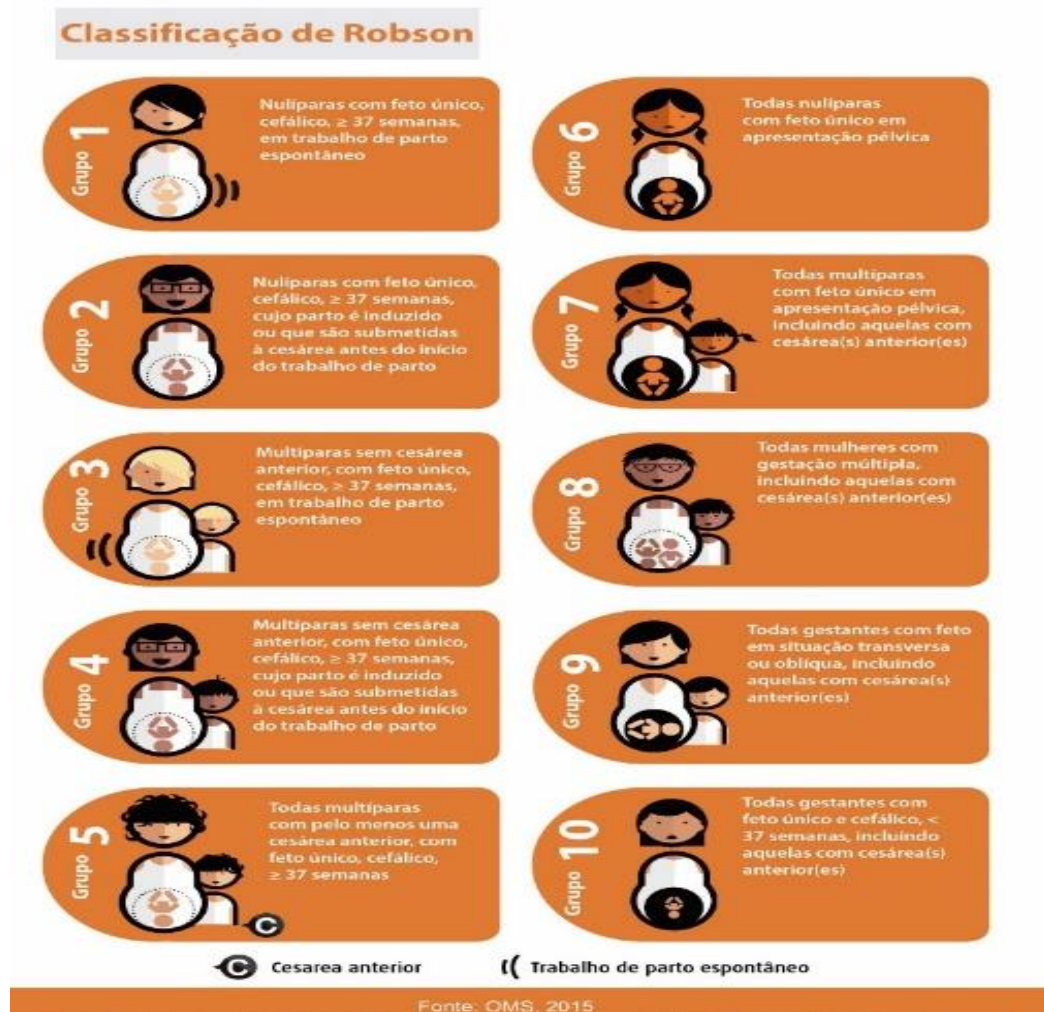 Classificação de Robson
Grupo 1
Nulíparas com feto único,
cefálico, ≥ 37 semanas,
em trabalho de parto
espontâneo
Grupo 2
Nulíparas com feto único,
cefálico, ≥ 37 semanas,
cujo parto é induzido
ou que são submetidas
à cesárea antes do início
do trabalho de parto
Grupo 3
Multíparas sem cesárea
anterior, com feto único,
cefálico, ≥ 37 semanas,
em trabalho de parto
espontâneo
Grupo 4
Multíparas sem cesárea
anterior, com feto único,
cefálico, ≥ 37 semanas,
cujo parto é induzido
ou que são submetidas
à cesárea antes do início
do trabalho de parto
Grupo 5
Todas multíparas
com pelo menos uma
cesárea anterior, com
feto único, cefálico,
≥ 37 semanas
Grupo 6
Todas nulíparas
com feto único em
apresentação pélvica
Grupo 7
Todas multíparas
com feto único em
apresentação pélvica,
incluindo aquelas com
cesárea(s) anterior(es)
Grupo 8
Todas mulheres com
gestação múltipla,
incluindo aquelas com
cesárea(s) anterior(es)
Grupo 9
Todas gestantes com feto
em situação transversa
ou oblíqua, incluindo
aquelas com cesárea(s)
anterior(es)
Grupo 10
Todas gestantes com
feto único e cefálico, <
37 semanas, incluindo
aquelas com cesárea(s)
anterior(es)
C
C Cesarea anterior
Trabalho de parto espontâneo
Fonte: OMS, 2015